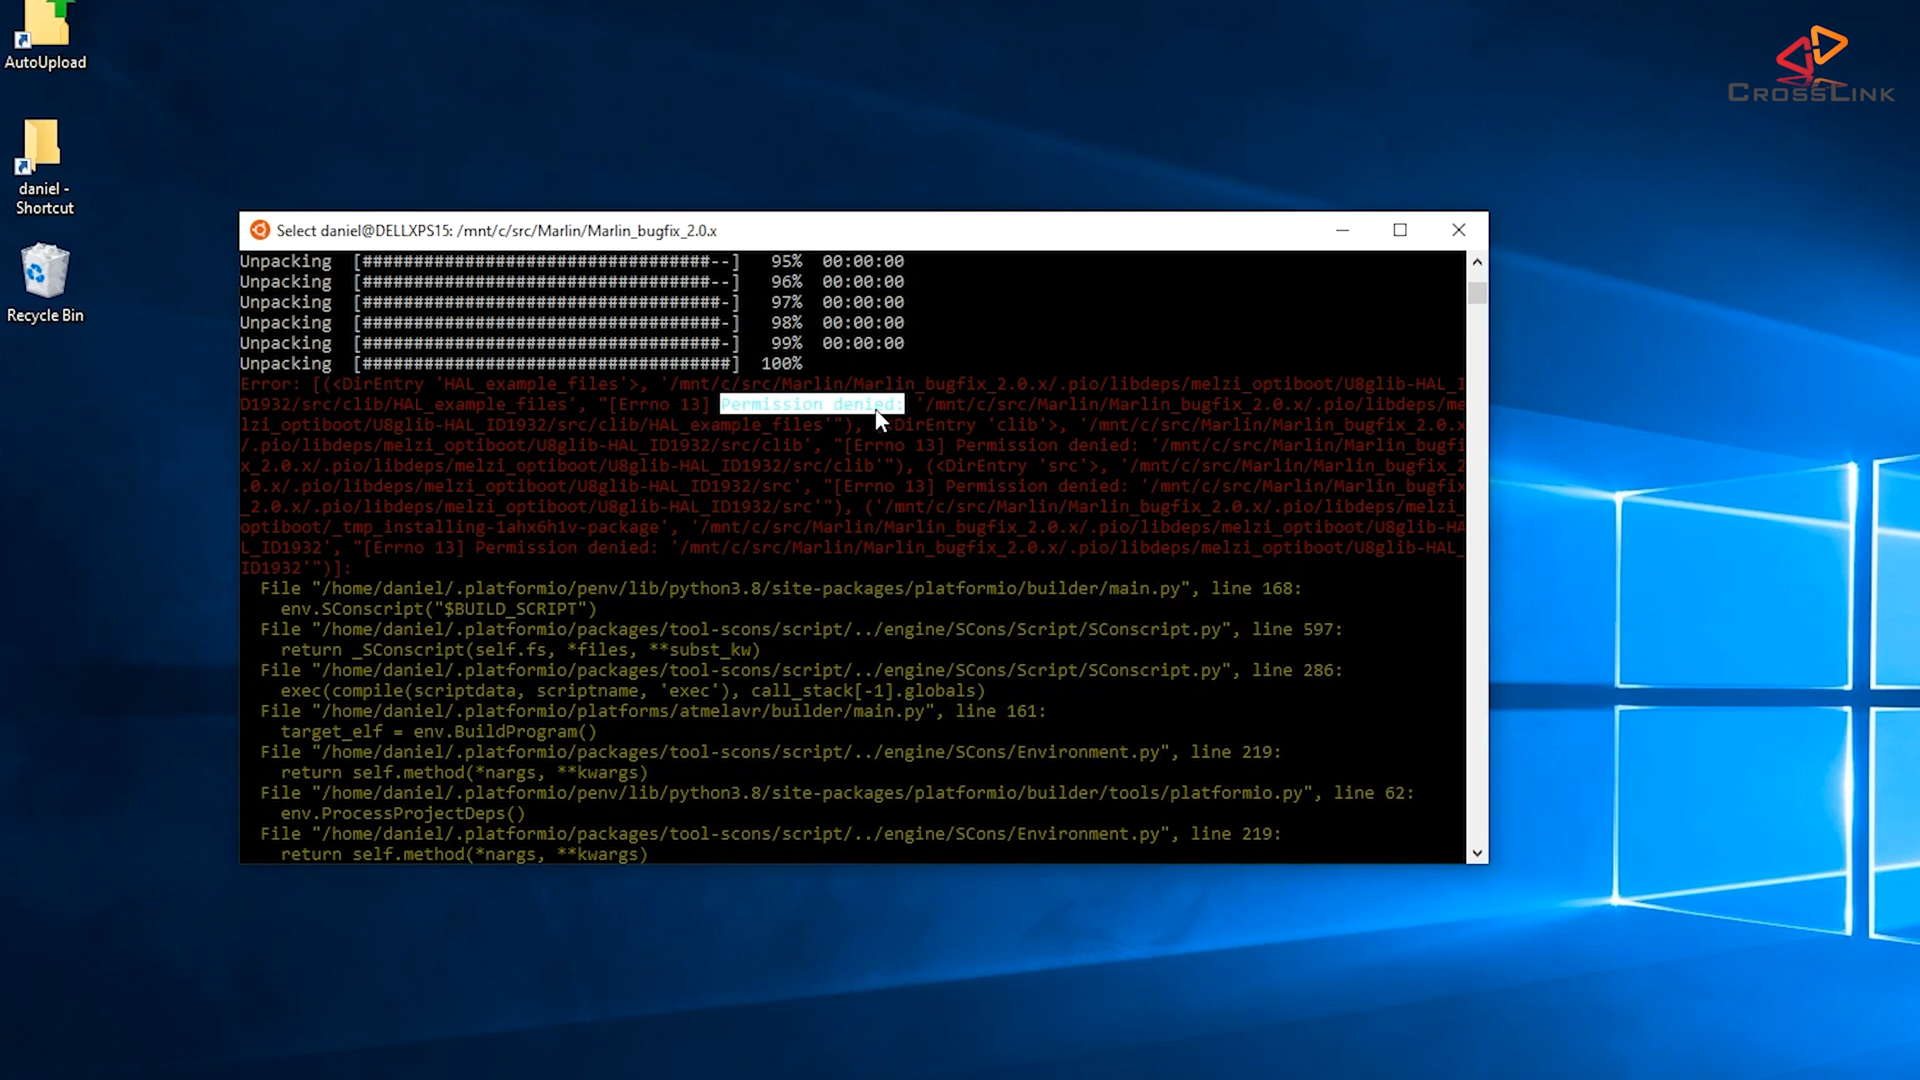 AutoUpload
CROSSLINK
daniel -
Shortcut
Recycle Bin
Select daniel@DELLXPS15: /mnt/c/src/Marlin/Marlin_bugfix_2.0.x
Unpacking  [##################################--]   95%  00:00:00
Unpacking  [##################################--]   96%  00:00:00
Unpacking  [###################################-]   97%  00:00:00
Unpacking  [###################################-]   98%  00:00:00
Unpacking  [###################################-]   99%  00:00:00
Unpacking  [####################################]  100%
Error: [(<DirEntry 'HAL_example_files'>, '/mnt/c/src/Marlin/Marlin_bugfix_2.0.x/.pio/libdeps/melzi_optiboot/U8glib-HAL_I
D1932/src/clib/HAL_example_files', "[Errno 13] Permission denied: '/mnt/c/src/Marlin/Marlin_bugfix_2.0.x/.pio/libdeps/me
lzi_optiboot/U8glib-HAL_ID1932/src/clib/HAL_example_files'"), DirEntry 'clib'>, '/mnt/c/src/Marlin/Marlin_bugfix_2.0.x
/.pio/libdeps/melzi_optiboot/U8glib-HAL_ID1932/src/clib', "[Errno 13] Permission denied: '/mnt/c/src/Marlin/Marlin_bugfi
x_2.0.x/.pio/libdeps/melzi_optiboot/U8glib-HAL_ID1932/src/clib'"), (<DirEntry 'src'>, '/mnt/c/src/Marlin/Marlin_bugfix_2
.0.x/.pio/libdeps/melzi_optiboot/U8glib-HAL_ID1932/src', "[Errno 13] Permission denied: '/mnt/c/src/Marlin/Marlin_bugfix
_2.0.x/.pio/libdeps/melzi_optiboot/U8glib-HAL_ID1932/src'"), ('/mnt/c/src/Marlin/Marlin_bugfix_2.0.x/.pio/libdeps/melzi_
optiboot/_tmp_installing-1ahx6h1v-package', '/mnt/c/src/Marlin/Marlin_bugfix_2.0.x/.pio/libdeps/melzi_optiboot/U8glib-HA
L_ID1932', "[Errno 13] Permission denied: '/mnt/c/src/Marlin/Marlin_bugfix_2.0.x/.pio/libdeps/melzi_optiboot/U8glib-HAL_
ID1932'")]:
File "/home/daniel/.platformio/penv/lib/python3.8/site-packages/platformio/builder/main.py", line 168:
env.SConscript("$BUILD_SCRIPT")
File "/home/daniel/.platformio/packages/tool-scons/script/../engine/SCons/Script/SConscript.py", line 597:
return _SConscript(self.fs, *files, **subst_kw)
File "/home/daniel/.platformio/packages/tool-scons/script/../engine/SCons/Script/SConscript.py", line 286:
exec(compile(scriptdata, scriptname, 'exec'), call_stack[-1].globals)
File "/home/daniel/.platformio/platforms/atmelavr/builder/main.py", line 161:
target_elf = env.BuildProgram()
File "/home/daniel/.platformio/packages/tool-scons/script/../engine/SCons/Environment.py", line 219:
return self.method(*nargs, **kwargs)
File "/home/daniel/.platformio/penv/lib/python3.8/site-packages/platformio/builder/tools/platformio.py", line 62:
env.ProcessProjectDeps()
File "/home/daniel/.platformio/packages/tool-scons/script/../engine/SCons/Environment.py", line 219:
return self.method(*nargs, **kwargs)